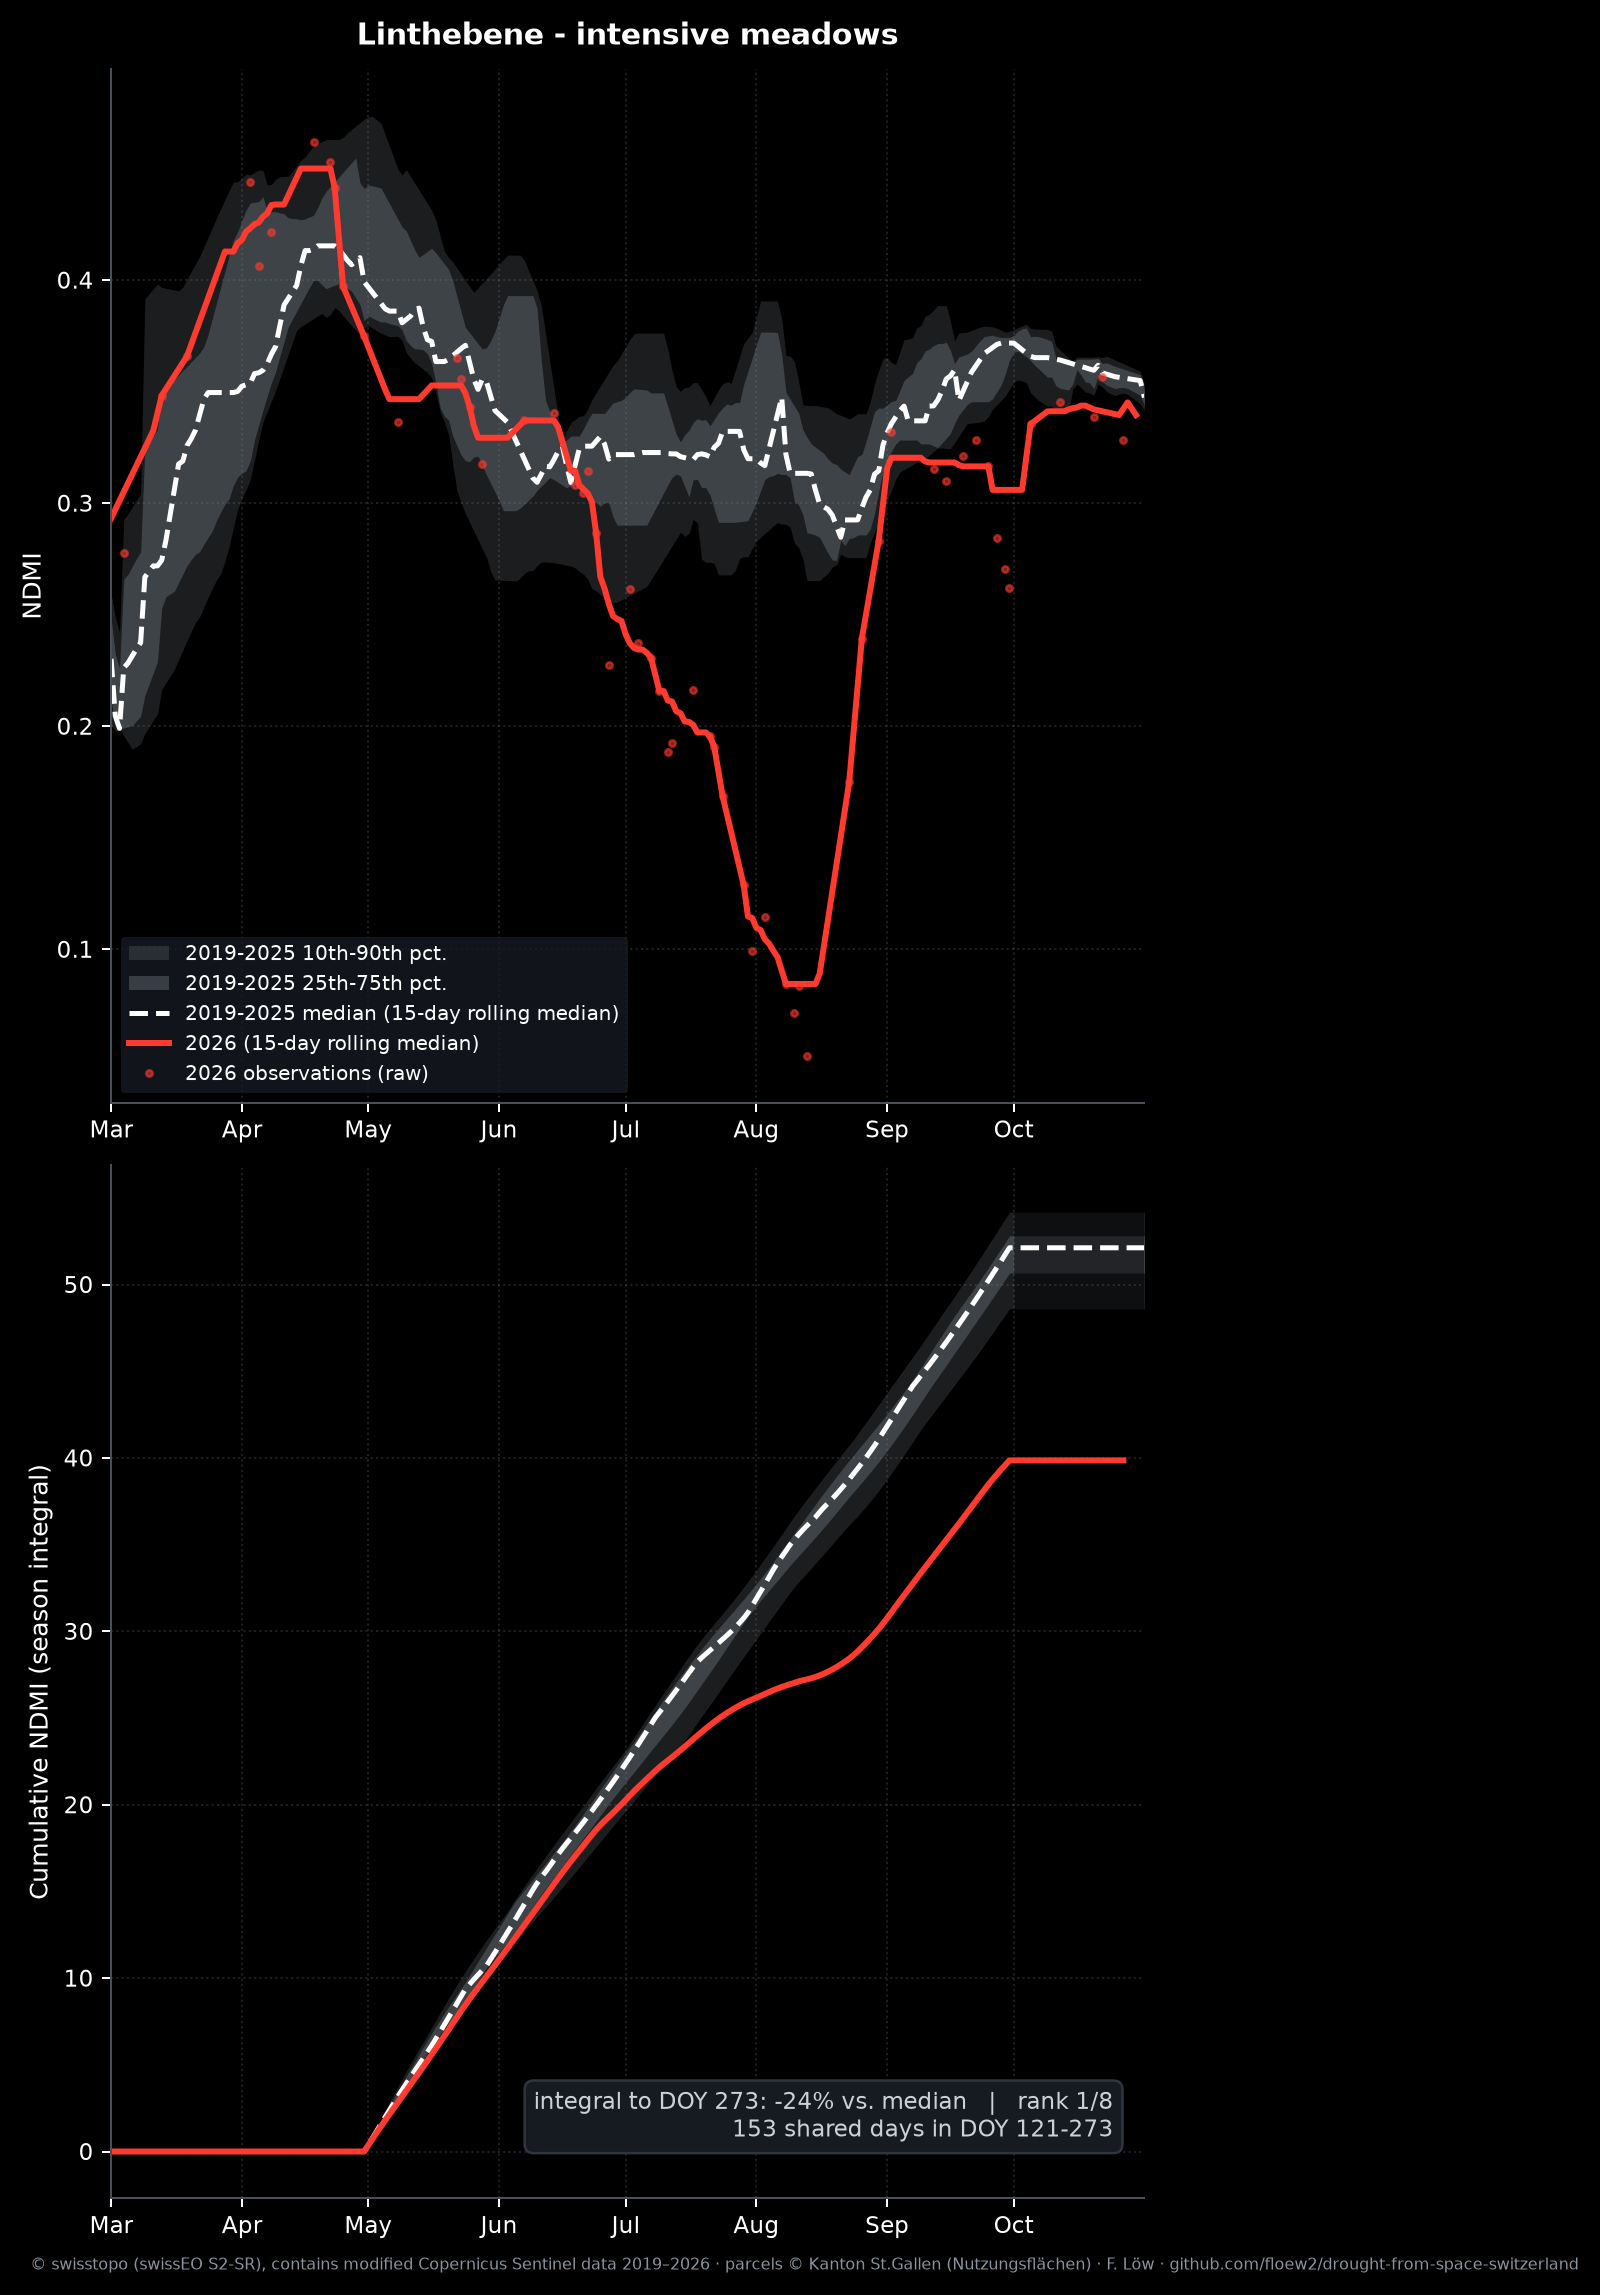 Linthebene - intensive meadows
NDMI
0.4
0.3
0.2
0.1
2019-2025 10th-90th pct.
2019-2025 25th-75th pct.
2019-2025 median (15-day rolling median)
2026 (15-day rolling median)
2026 observations (raw)
Mar Apr May Jun Jul Aug Sep Oct
Cumulative NDMI (season integral)
50
40
30
20
10
0
integral to DOY 273: -24% vs. median | rank 1/8
153 shared days in DOY 121-273
Mar Apr May Jun Jul Aug Sep Oct
© swisstopo (swissEO S2-SR), contains modified Copernicus Sentinel data 2019–2026 · parcels © Kanton St.Gallen (Nutzungsflächen) · F. Löw · github.com/floew2/drought-from-space-switzerland